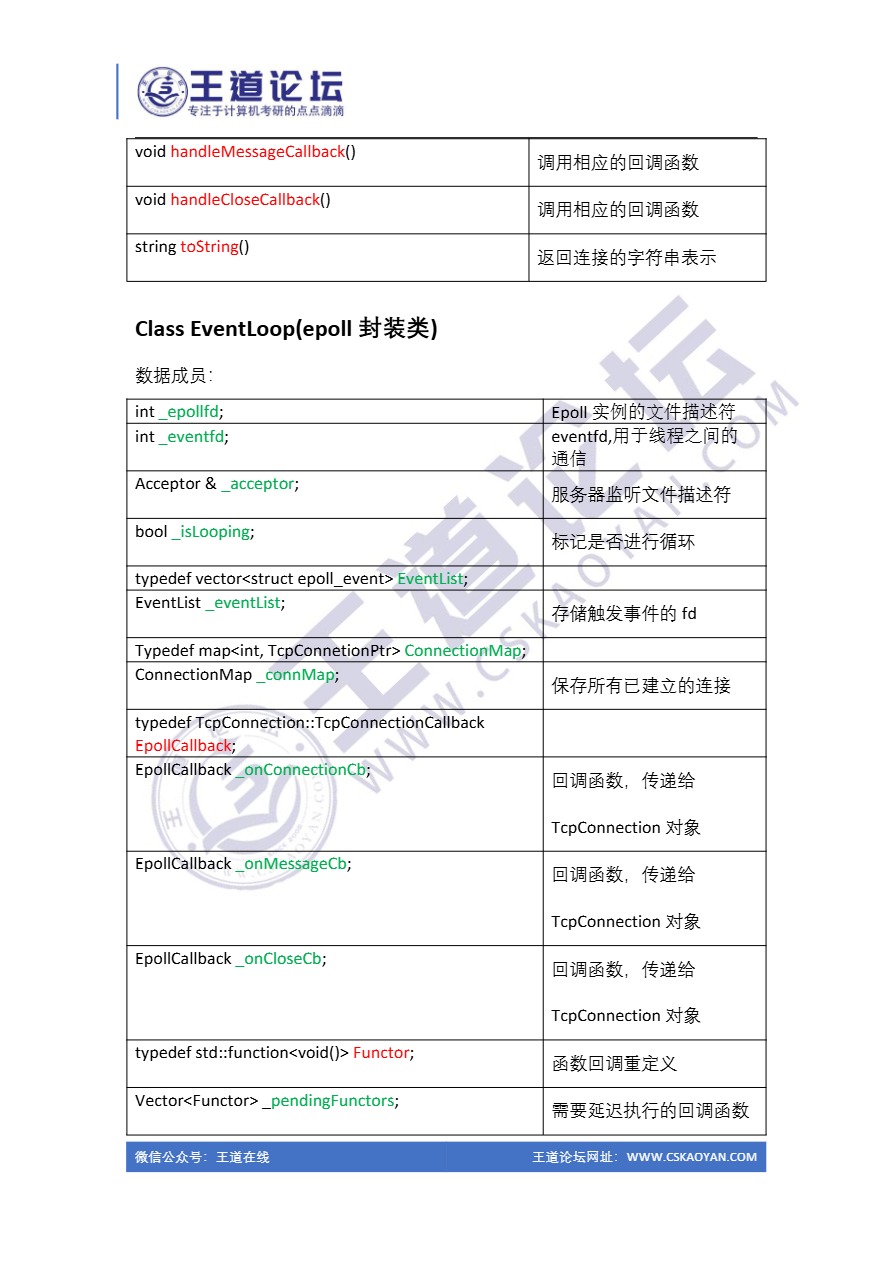 王道论坛
专注于计算机考研的点点滴滴
void handleMessageCallback()
调用相应的回调函数
void handleCloseCallback()
调用相应的回调函数
string toString()
返回连接的字符串表示
Class EventLoop(epoll 封装类)
数据成员：
int _epollfd;
Epoll 实例的文件描述符
int _eventfd;
eventfd,用于线程之间的
通信
Acceptor & _acceptor;
服务器监听文件描述符
bool _isLooping;
标记是否进行循环
typedef vector<struct epoll_event> EventList;
EventList _eventList;
存储触发事件的 fd
Typedef map<int, TcpConnetionPtr> ConnectionMap;
ConnectionMap _connMap;
保存所有已建立的连接
typedef TcpConnection::TcpConnectionCallback
EpollCallback;
EpollCallback _onConnectionCb;
回调函数，传递给
TcpConnection 对象
EpollCallback _onMessageCb;
回调函数，传递给
TcpConnection 对象
EpollCallback _onCloseCb;
回调函数，传递给
TcpConnection 对象
typedef std::function<void()> Functor;
函数回调重定义
Vector<Functor> _pendingFunctors;
需要延迟执行的回调函数
王道论坛
WWW.CSKAOYAN.COM
微信公众号：王道在线
王道论坛网址：WWW.CSKAOYAN.COM